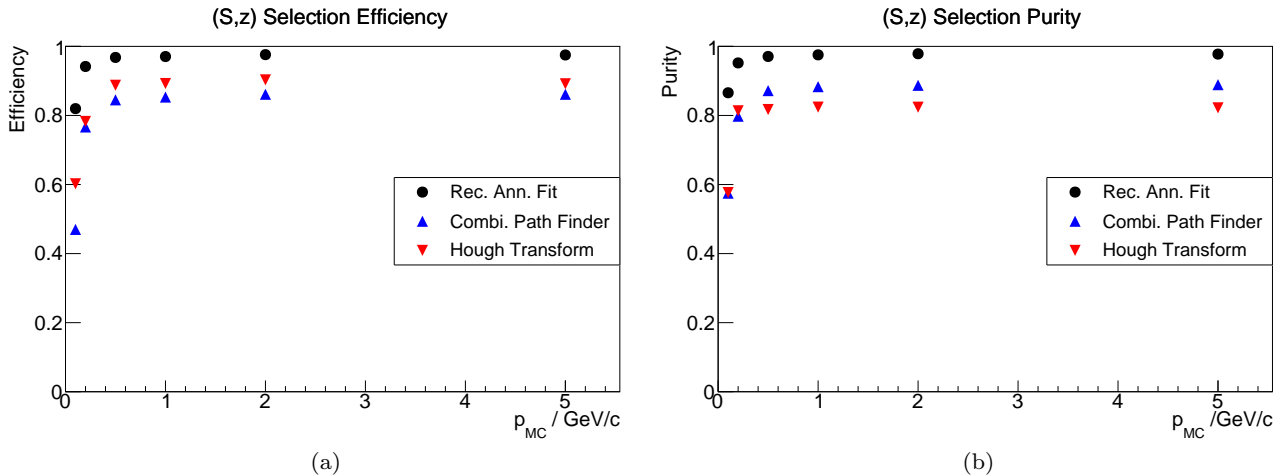 (S,z) Selection Efficiency
Efficiency
1
0.8
0.6
0.4
0.2
0
Rec. Ann. Fit
Combi. Path Finder
Hough Transform
0 1 2 3 4 5
p_MC / GeV/c
(a)
(S,z) Selection Purity
Purity
1
0.8
0.6
0.4
0.2
0
Rec. Ann. Fit
Combi. Path Finder
Hough Transform
0 1 2 3 4 5
p_MC /GeV/c
(b)